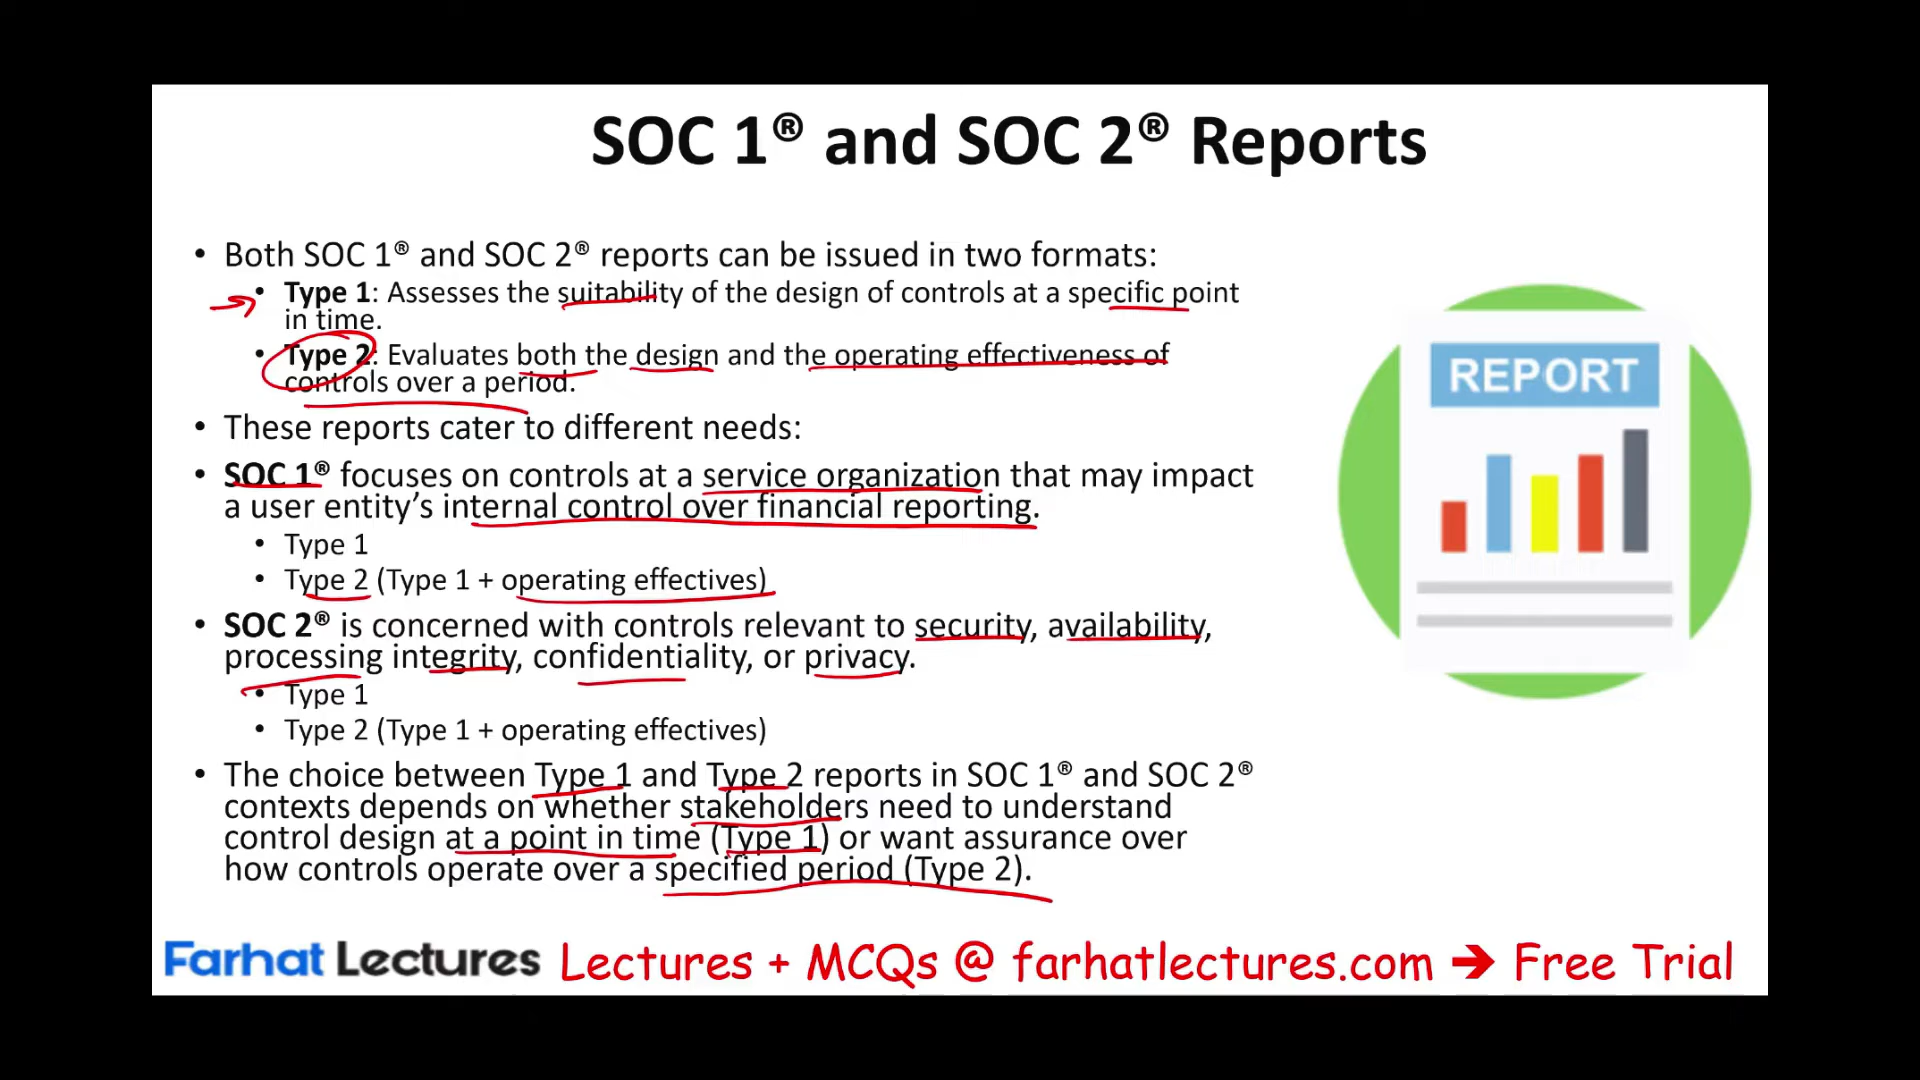 SOC 1® and SOC 2® Reports
• Both SOC 1® and SOC 2® reports can be issued in two formats:
• Type 1: Assesses the suitability of the design of controls at a specific point
in time.
• Type 2: Evaluates both the design and the operating effectiveness of
controls over a period.
• These reports cater to different needs:
• SOC 1® focuses on controls at a service organization that may impact
a user entity’s internal control over financial reporting.
• Type 1
• Type 2 (Type 1 + operating effectives)
• SOC 2® is concerned with controls relevant to security, availability,
processing integrity, confidentiality, or privacy.
• Type 1
• Type 2 (Type 1 + operating effectives)
• The choice between Type 1 and Type 2 reports in SOC 1® and SOC 2®
contexts depends on whether stakeholders need to understand
control design at a point in time (Type 1) or want assurance over
how controls operate over a specified period (Type 2).
REPORT
Farhat Lectures Lectures + MCQs @ farhatlectures.com ➔ Free Trial